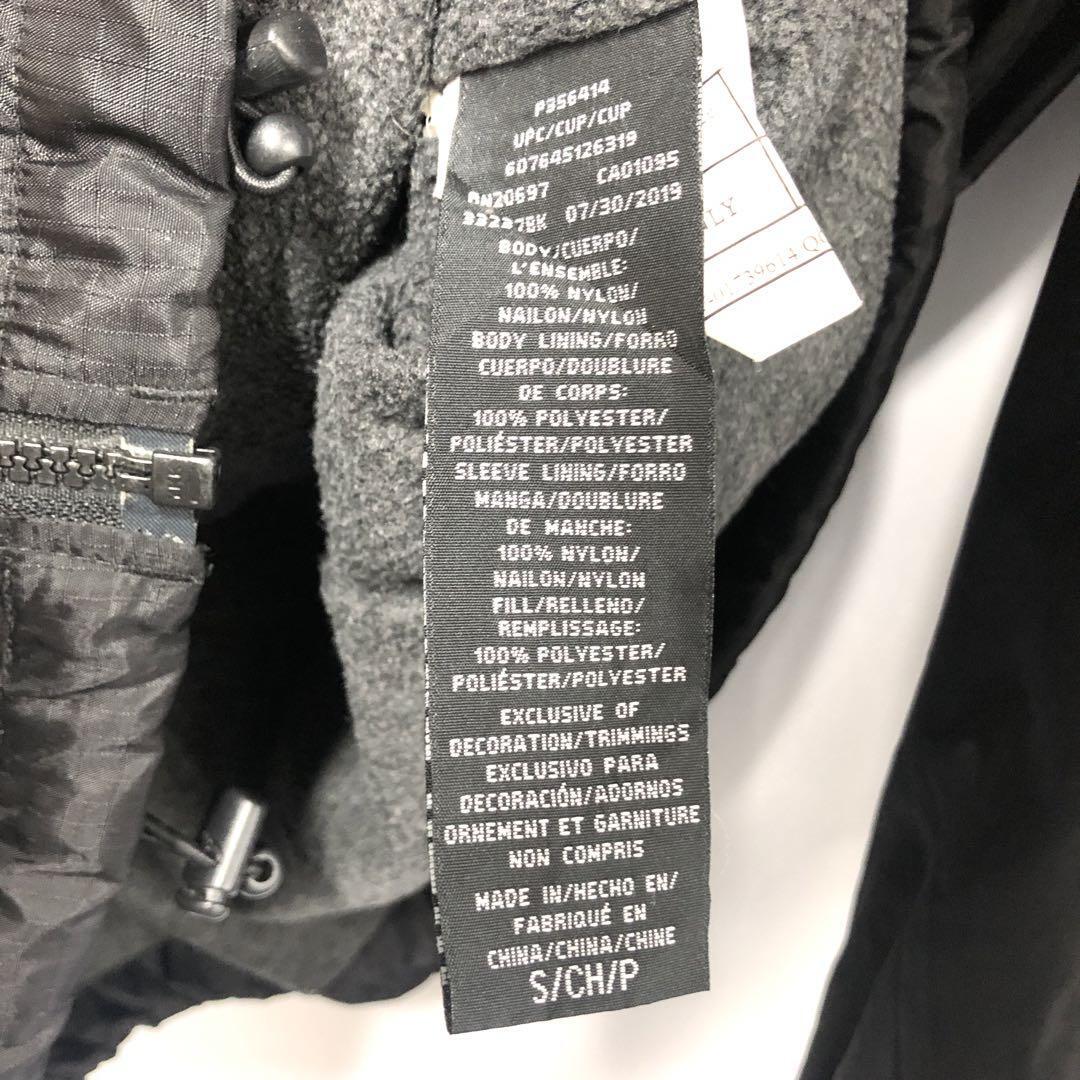 P356414
UPC/CUP/CUP
607645126319
AN20697 CA01095
33227BK 07/30/2019
BODY/CUERPO/
L'ENSEMBLE:
100% NYLON/
NAILON/NYLON
BODY LINING/FORRO
CUERPO/DOUBLURE
DE CORPS:
100% POLYESTER/
POLIÉSTER/POLYESTER
SLEEVE LINING/FORRO
MANGA/DOUBLURE
DE MANCHE:
100% NYLON/
NAILON/NYLON
FILL/RELLENO/
REMPLISSAGE:
100% POLYESTER/
POLIÉSTER/POLYESTER
EXCLUSIVE OF
DECORATION/TRIMMINGS
EXCLUSIVO PARA
DECORACIÓN/ADORNOS
ORNEMENT ET GARNITURE
NON COMPRIS
MADE IN/HECHO EN/
FABRIQUÉ EN
CHINA/CHINA/CHINE
S/CH/P